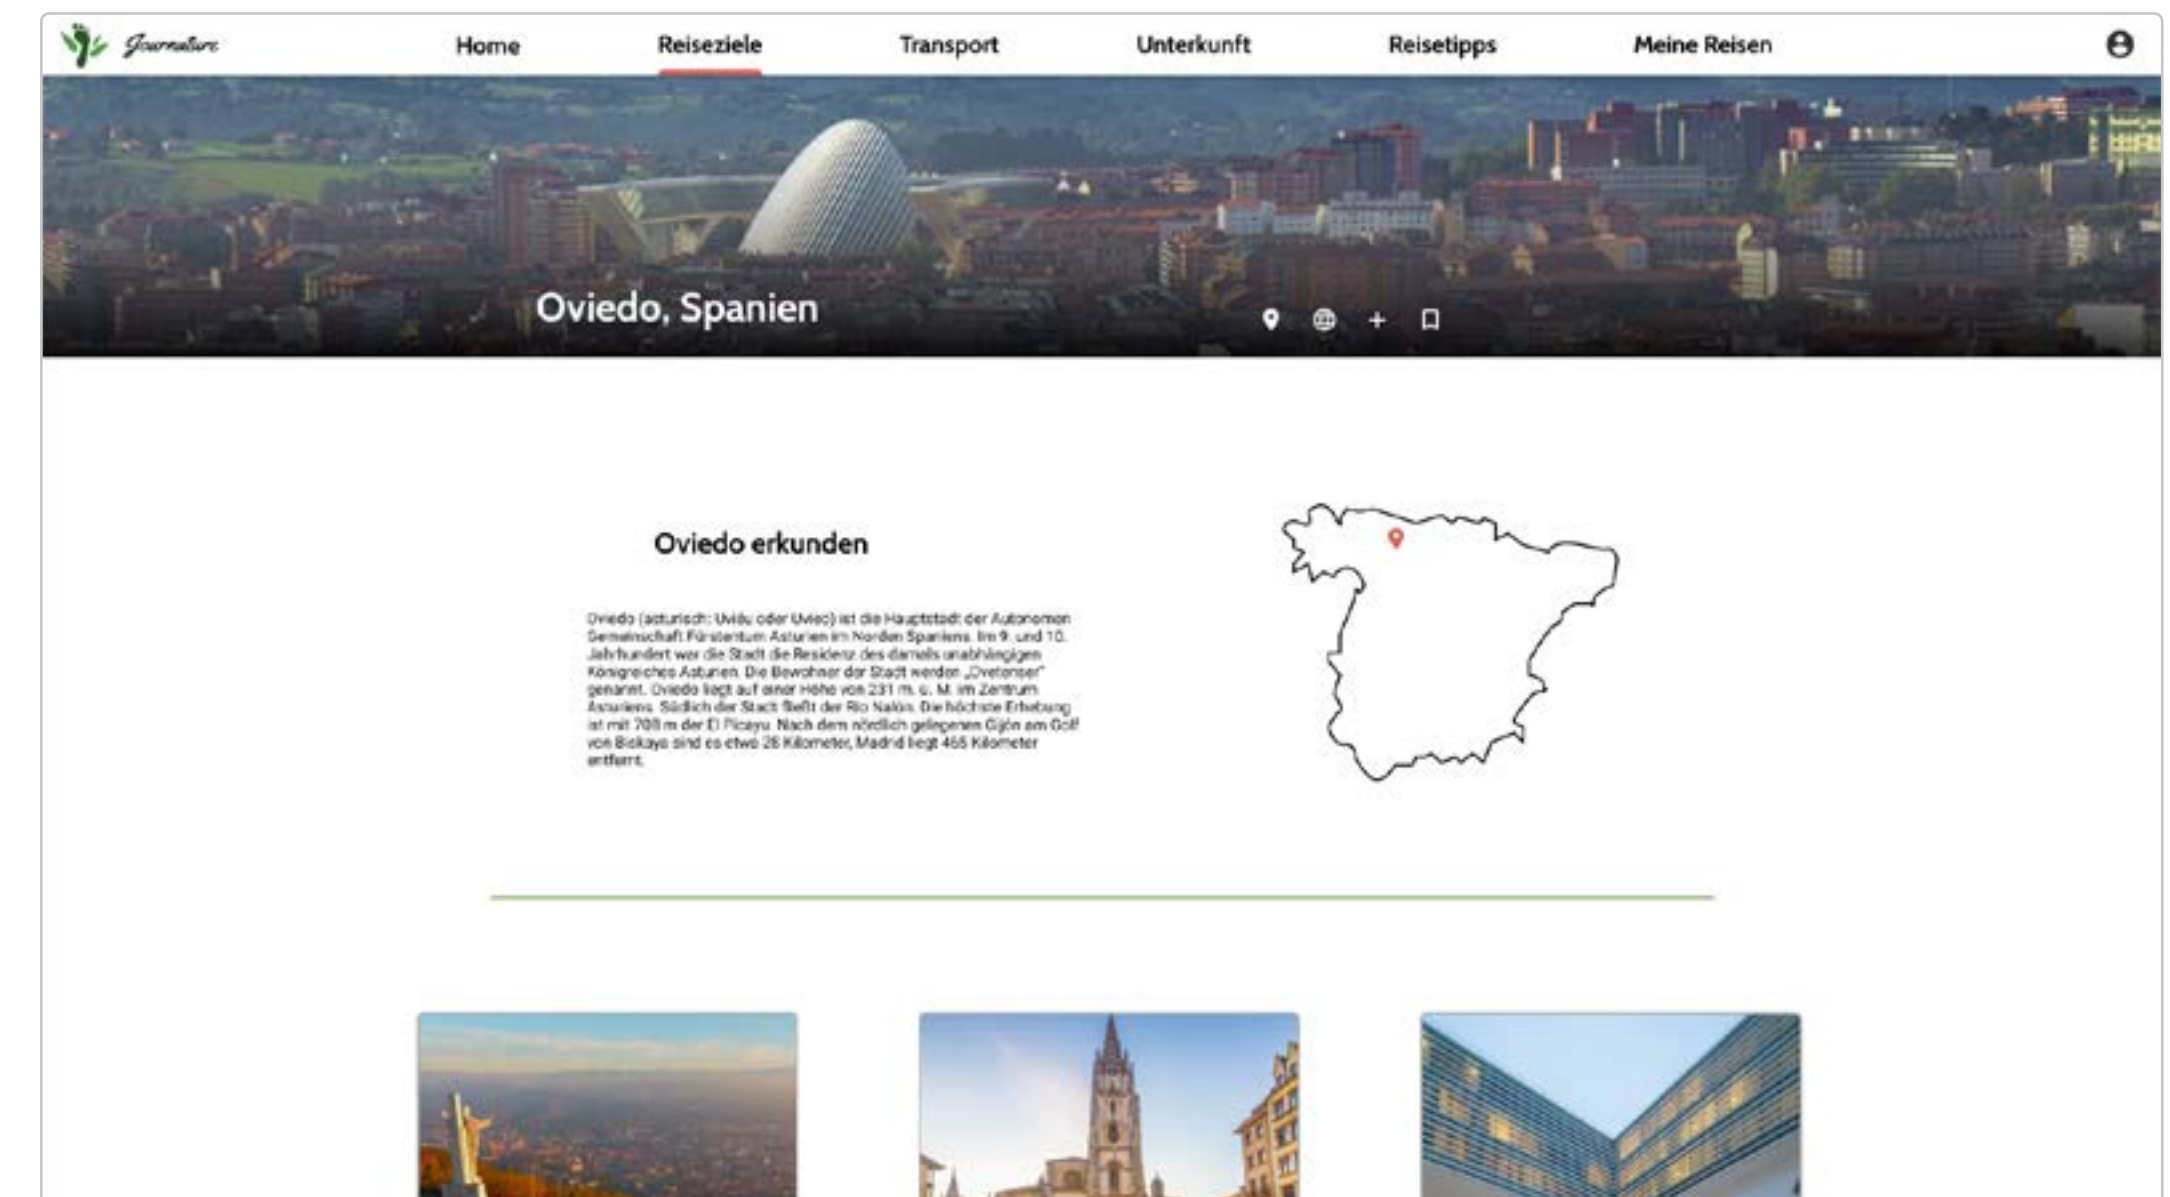 Journature
Home Reiseziele Transport Unterkunft Reisetipps Meine Reisen
Oviedo, Spanien
Oviedo erkunden
Oviedo (asturisch: Uviéu oder Uvieo) ist die Hauptstadt der Autonomen
Gemeinschaft Fürstentum Asturien im Norden Spaniens. Im 9. und 10.
Jahrhundert war die Stadt die Residenz des damals unabhängigen
Königreiches Asturien. Die Bewohner der Stadt werden „Ovetenser“
genannt. Oviedo liegt auf einer Höhe von 231 m. ü. M. im Zentrum
Asturiens. Südlich der Stadt fließt der Río Nalón. Die höchste Erhebung
ist mit 708 m der El Picayu. Nach dem nördlich gelegenen Gijón am Golf
von Biskaya sind es etwa 28 Kilometer, Madrid liegt 465 Kilometer
entfernt.